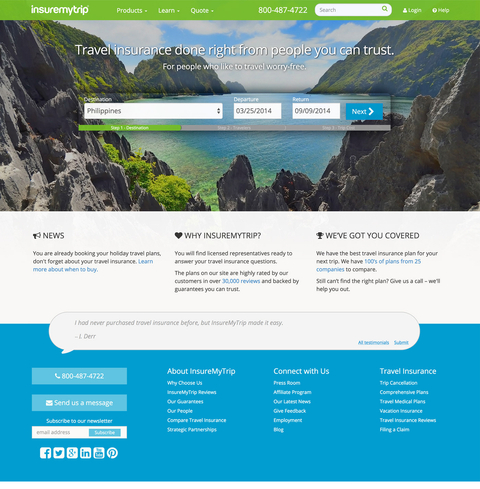 insuremytrip
Products
Learn
Quote
800-487-4722
Search
Login
Help
Travel insurance done right from people you can trust.
For people who like to travel worry-free.
Destination
Departure
Return
Philippines
03/25/2014
09/09/2014
Next
Step 1 - Destination
NEWS
You are already booking your holiday travel plans,
don't forget about your travel insurance. Learn
more about when to buy.
WHY INSUREMYTRIP?
You will find licensed representatives ready to
answer your travel insurance questions.
The plans on our site are highly rated by our
customers in over 30,000 reviews and backed by
guarantees you can trust.
WE'VE GOT YOU COVERED
We have the best travel insurance plan for your
next trip. We have 100's of plans from 25
companies to compare.
Still can't find the right plan? Give us a call – we'll
help you out.
I had never purchased travel insurance before, but InsureMyTrip made it easy.
- J. Derr
All testimonials
Submit
800-487-4722
Send us a message
Subscribe to our newsletter
email address
Subscribe
About InsureMyTrip
Why Choose Us
InsureMyTrip Reviews
Our Guarantees
Our People
Compare Travel Insurance
Strategic Partnerships
Connect with Us
Press Room
Affiliate Program
Our Latest News
Give Feedback
Employment
Blog
Travel Insurance
Trip Cancellation
Comprehensive Plans
Travel Medical Plans
Vacation Insurance
Travel Insurance Reviews
Filing a Claim